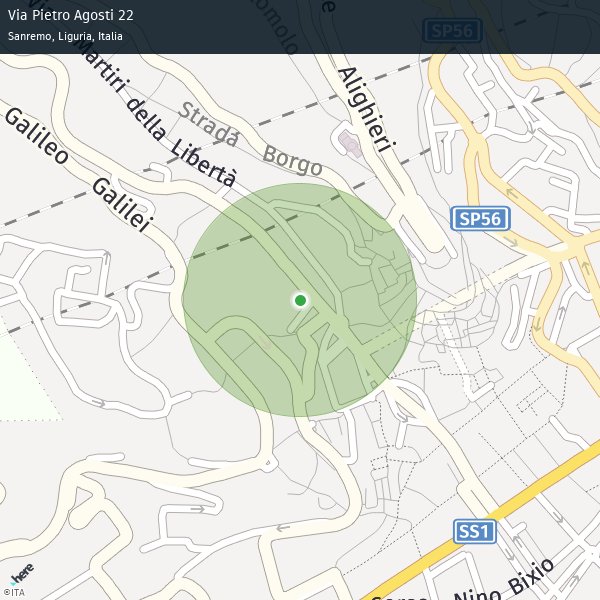 Via Pietro Agosti 22
Sanremo, Liguria, Italia
SP56
Alighieri
Martiri della Libertà
Strada Borgo
Galileo Galilei
SP56
SS1
Nino Bixio
here
©ITA